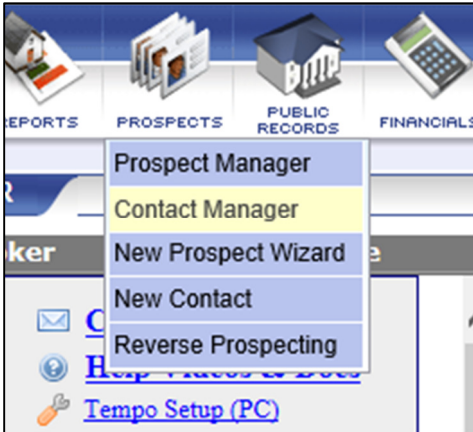 REPORTS
PROSPECTS
PUBLIC
RECORDS
FINANCIALS
Prospect Manager
Contact Manager
New Prospect Wizard
New Contact
Reverse Prospecting
Help Videos & Docs
Tempo Setup (PC)